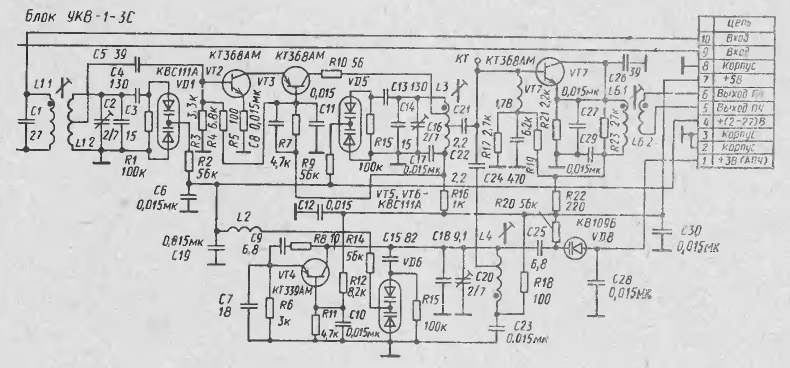 Блок УКВ-1-3С
КТ368АМ
КТ368АМ
R10 56
КТ
КТ368АМ
C26 39
Цепь
10 Вход
9 Вход
8 Корпус
7 +5В
6 Выход ПЧ
5 Выход ПЧ
4 +(2-27)В
3 Корпус
2 Корпус
1 +3В (АПЧ)
C5 39
C4
130
КВС111А
VD1
VT2
VT3
VD5
C13 130
L3
VT7
VT7
L1 1
L1 2
C1
27
C2
2/7
C3
15
R1
100к
R3
3,3к
R4
6,8к
R5
100
C8
0,015мк
R7
4,7к
0,015
C11
R9
56к
R15
100к
C14
15
C16
2/7
C17
0,015мк
C21
2,2
C22
2,2
1,7В
R17 2,7к
6,2к
R19
R21 2,2к
0,015мк
C27
C29
0,015мк
R23 27к
L6.1
L6 2
R2
56к
C6
0,015мк
VT5, VT6-
КВС111А
R16
1к
C24 470
R22
220
R20 56к
C12
0,015
L2
0,815мк
C19
C9
6,8
R8 10
R14
56к
C15 82
C18 9,1
L4
C25
6,8
КВ109Б
VD8
C30
0,015мк
VT4
КТ339АМ
VD6
C7
18
R6
3к
R11
4,7к
R12
8,2к
C10
0,015мк
R15
100к
2/7
C20
R18
100
C23
0.015мк
C28
0,015мк